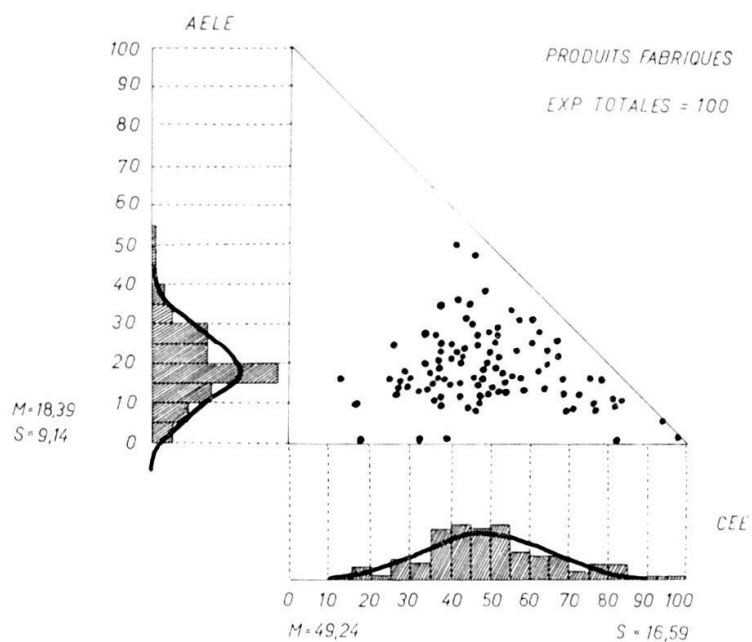 AELE
PRODUITS FABRIQUES
EXP TOTALES = 100
100
90
80
70
60
50
40
30
20
10
0
M=18,39
S=9,14
CEE
0 10 20 30 40 50 60 70 80 90 100
M=49,24 S=16,59